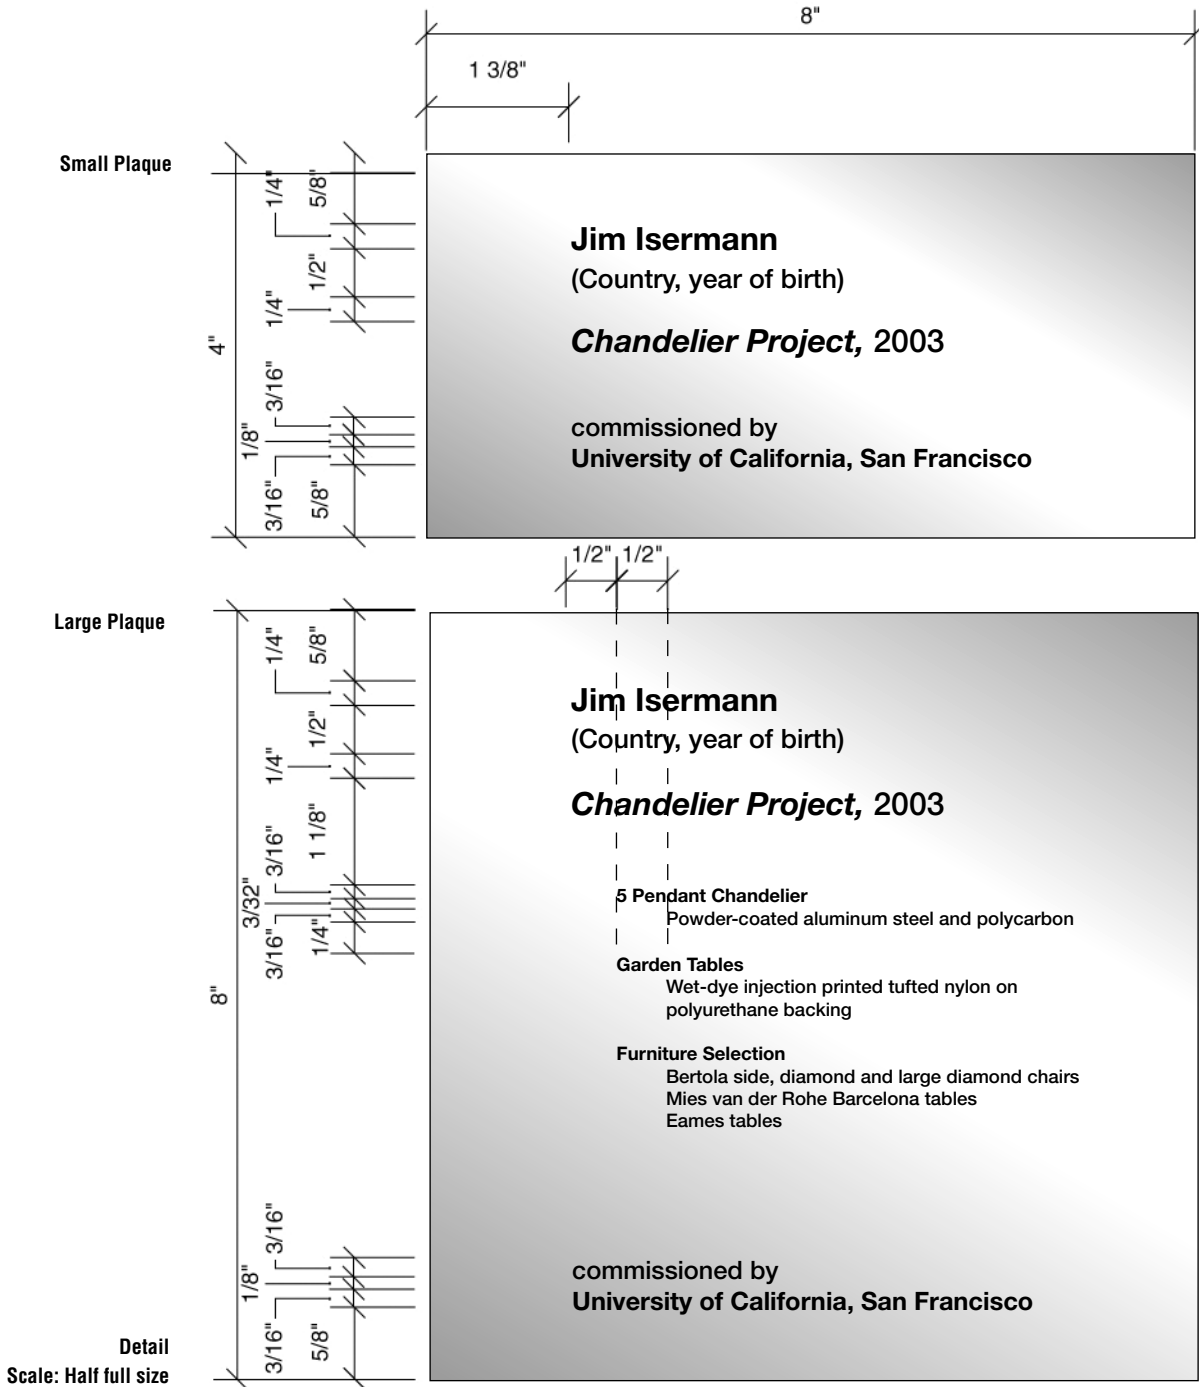 8"
1 3/8"
Small Plaque
1/4"
5/8"
1/2"
1/4"
4"
3/16"
1/8"
3/16"
5/8"
Jim Isermann
(Country, year of birth)
Chandelier Project, 2003
commissioned by
University of California, San Francisco
1/2" 1/2"
Large Plaque
1/4"
5/8"
1/2"
1/4"
1 1/8"
3/16"
3/32"
3/16"
1/4"
8"
3/16"
1/8"
3/16"
5/8"
Jim Isermann
(Country, year of birth)
Chandelier Project, 2003
5 Pendant Chandelier
Powder-coated aluminum steel and polycarbon
Garden Tables
Wet-dye injection printed tufted nylon on
polyurethane backing
Furniture Selection
Bertola side, diamond and large diamond chairs
Mies van der Rohe Barcelona tables
Eames tables
commissioned by
University of California, San Francisco
Detail
Scale: Half full size